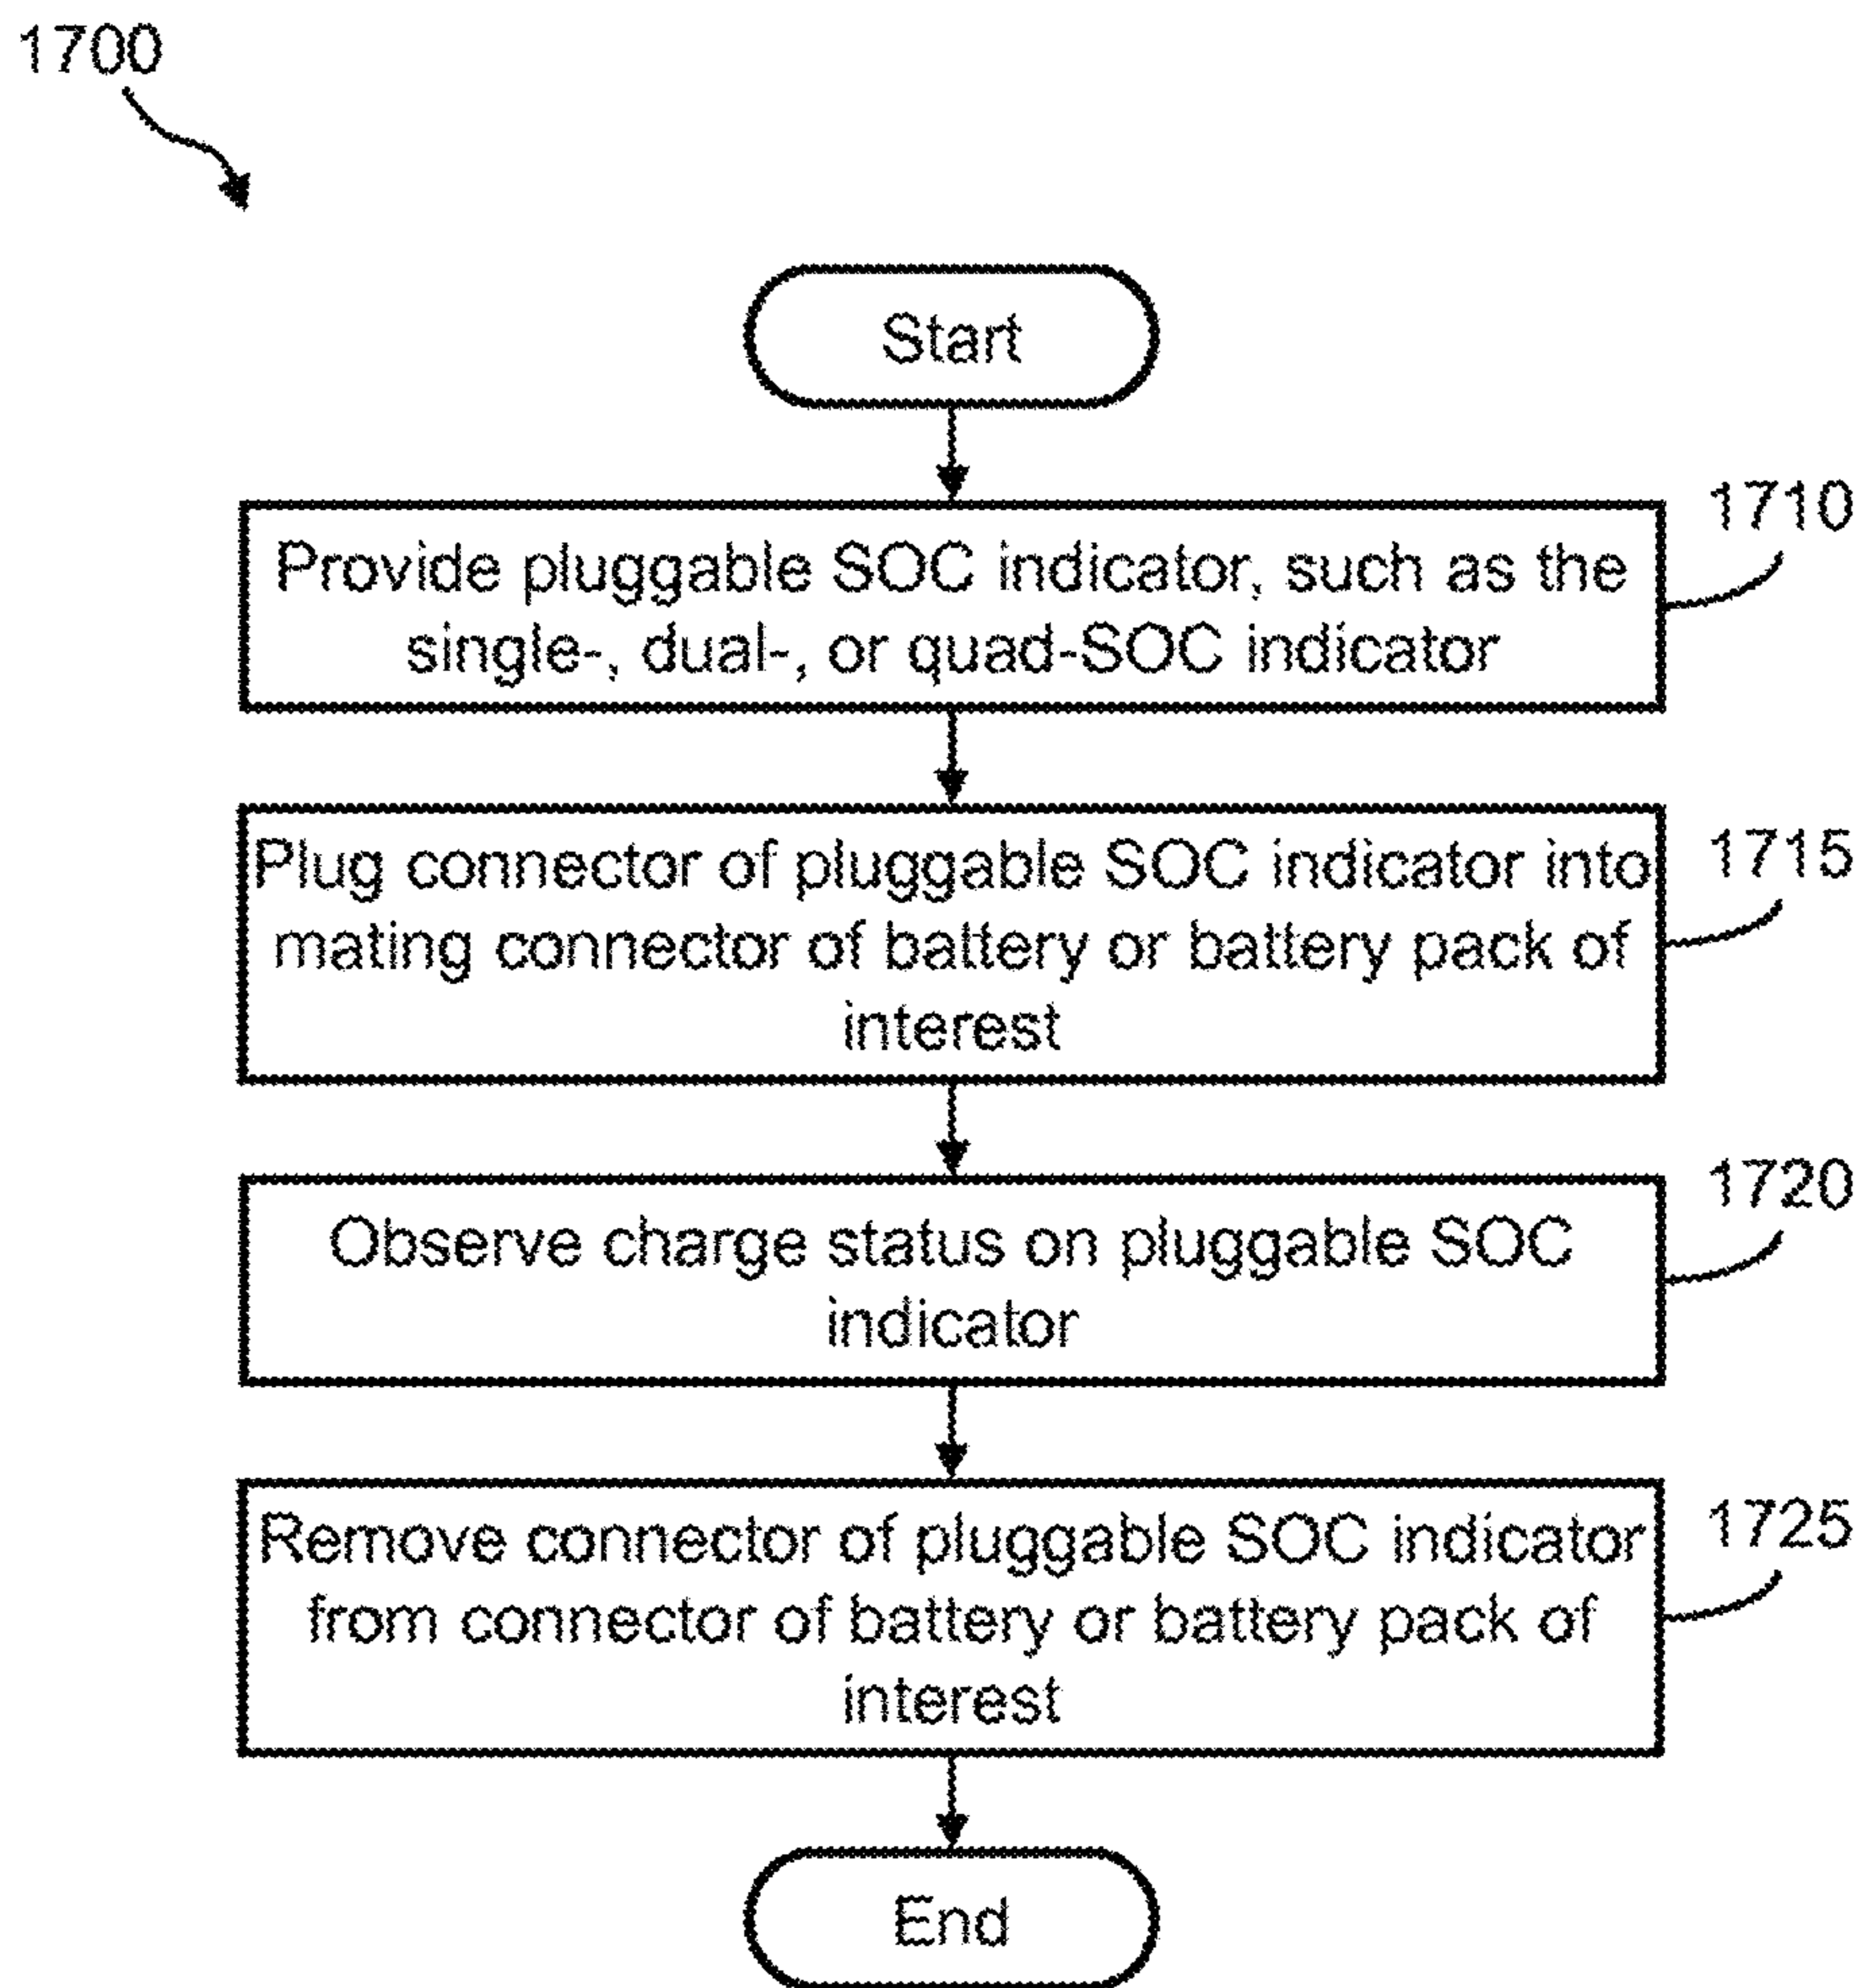 1700
Start
1710
Provide pluggable SOC indicator, such as the
single-, dual-, or quad-SOC indicator
1715
Plug connector of pluggable SOC indicator into
mating connector of battery or battery pack of
interest
1720
Observe charge status on pluggable SOC
indicator
1725
Remove connector of pluggable SOC indicator
from connector of battery or battery pack of
interest
End